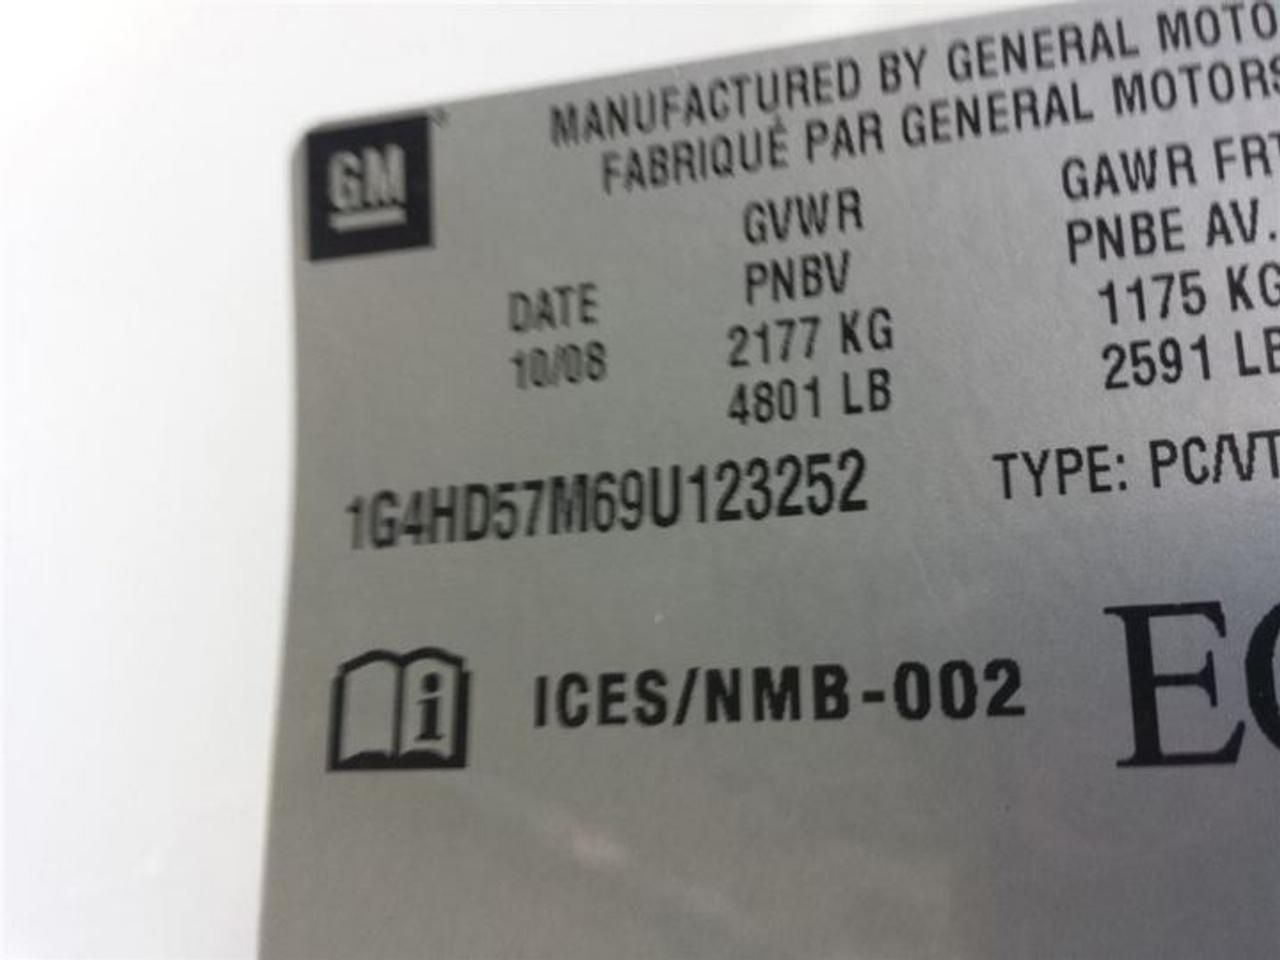 GM
MANUFACTURED BY GENERAL MOTO
FABRIQUÉ PAR GENERAL MOTORS
GVWR
GAWR FRT
PNBV
PNBE AV.
DATE
2177 KG
1175 KG
10/08
4801 LB
2591 LB
1G4HD57M69U123252
TYPE: PC/VT
i ICES/NMB-002